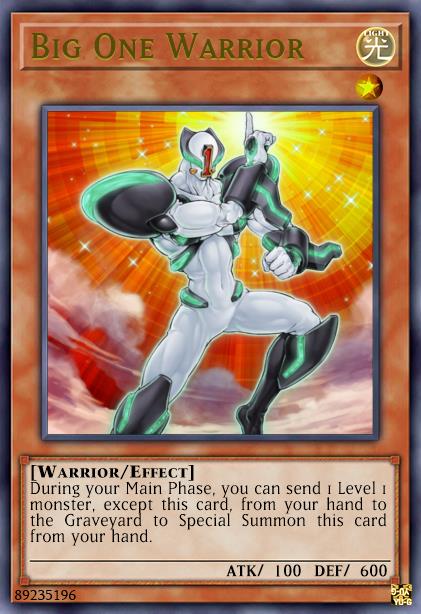 Big One Warrior
LIGHT
光
1
[Warrior/Effect]
During your Main Phase, you can send 1 Level 1
monster, except this card, from your hand to
the Graveyard to Special Summon this card
from your hand.
ATK/ 100 DEF/ 600
89235196